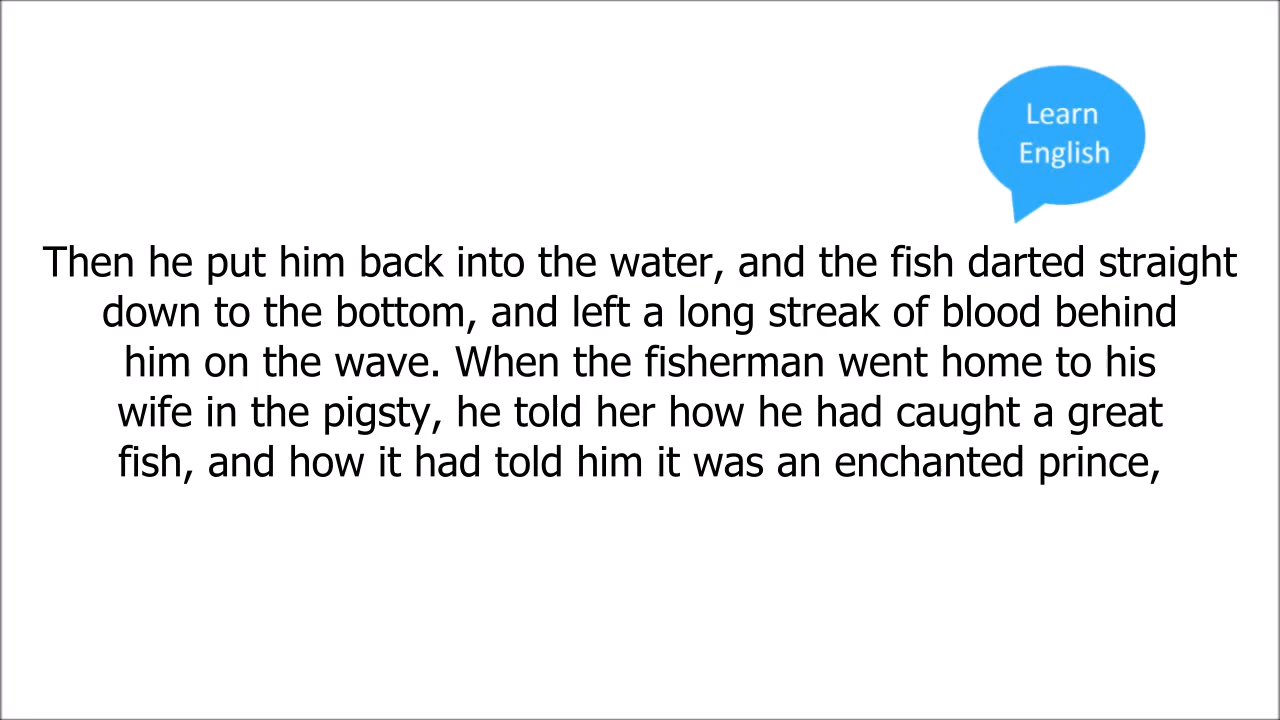 Learn
English
Then he put him back into the water, and the fish darted straight
down to the bottom, and left a long streak of blood behind
him on the wave. When the fisherman went home to his
wife in the pigsty, he told her how he had caught a great
fish, and how it had told him it was an enchanted prince,